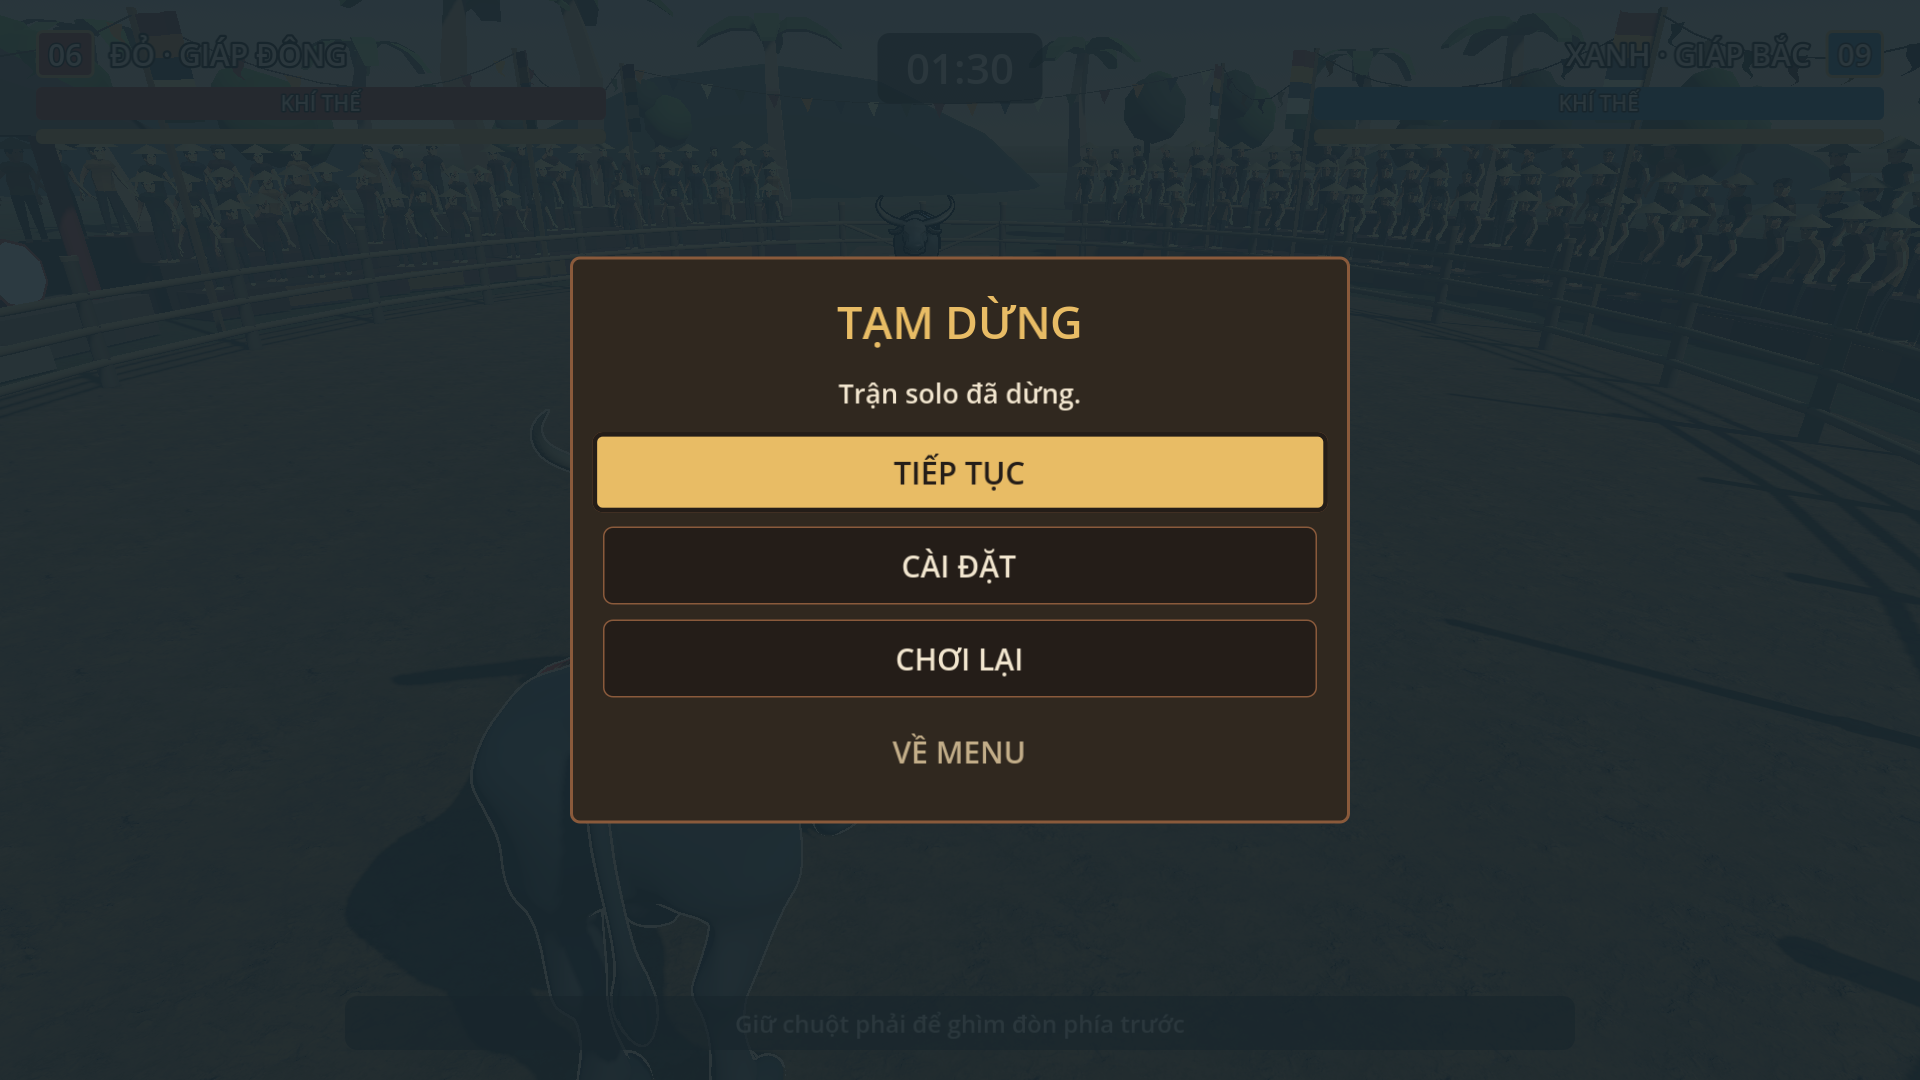 06 ĐỎ · GIÁP ĐÔNG
01:30
XANH · GIÁP BẮC 09
KHÍ THẾ
KHÍ THẾ
TẠM DỪNG
Trận solo đã dừng.
TIẾP TỤC
CÀI ĐẶT
CHƠI LẠI
VỀ MENU
Giữ chuột phải để ghìm đòn phía trước